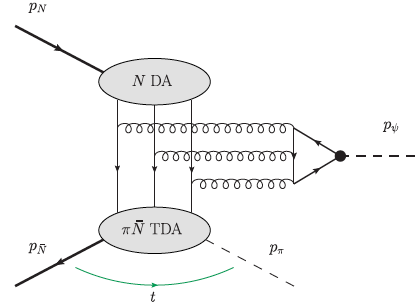 p_N
N DA
p_ψ
πN̄ TDA
p_N̄
p_π
t